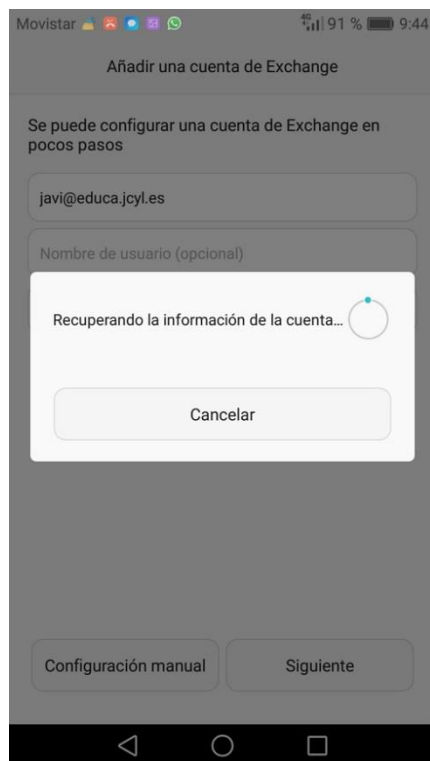 Movistar 4G 91 % 9:44
Añadir una cuenta de Exchange
Se puede configurar una cuenta de Exchange en
pocos pasos
javi@educa.jcyl.es
Nombre de usuario (opcional)
Recuperando la información de la cuenta...
Cancelar
Configuración manual Siguiente